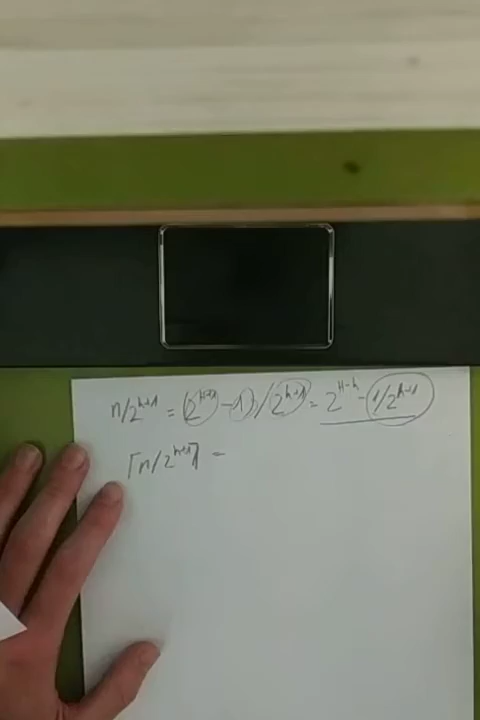 n/2^{h+1} = (2^{H+1} - 1)/2^{h+1} = 2^{H-h} - 1/2^{h+1}
⌈n/2^{h+1}⌉ =